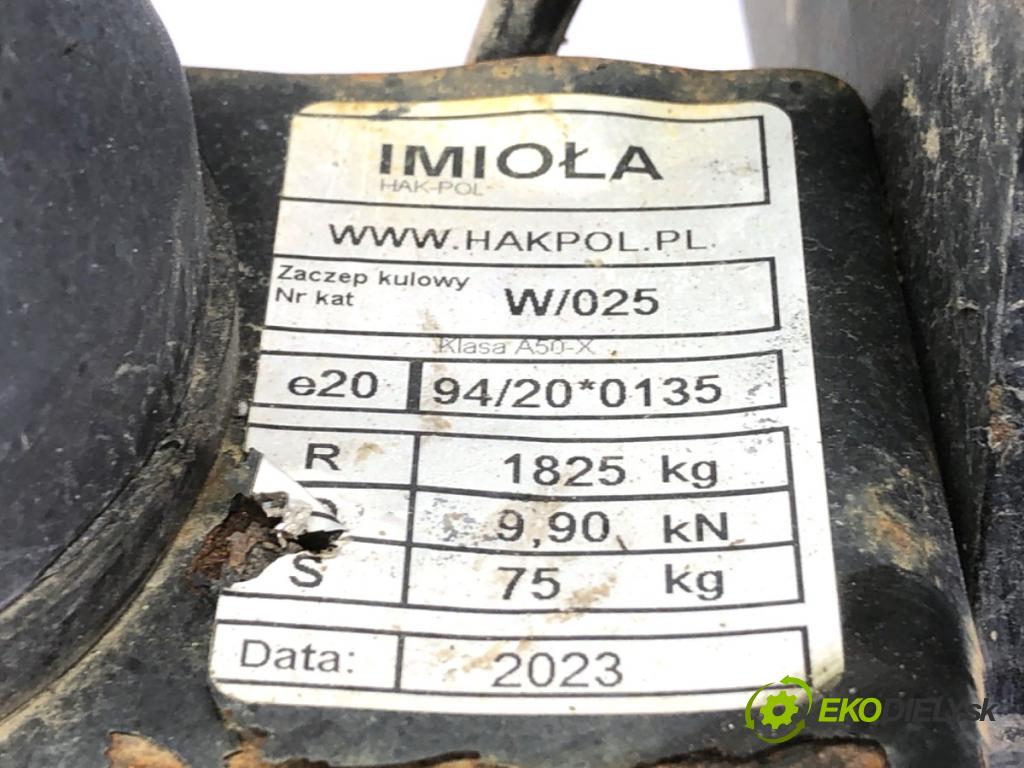 IMIOŁA
HAK-POL
WWW.HAKPOL.PL.
Zaczep kulowy
Nr kat W/025
Klasa A50-X
e20 94/20*0135
R 1825 kg
9,90 kN
S 75 kg
Data: 2023
EKODIELY.sk